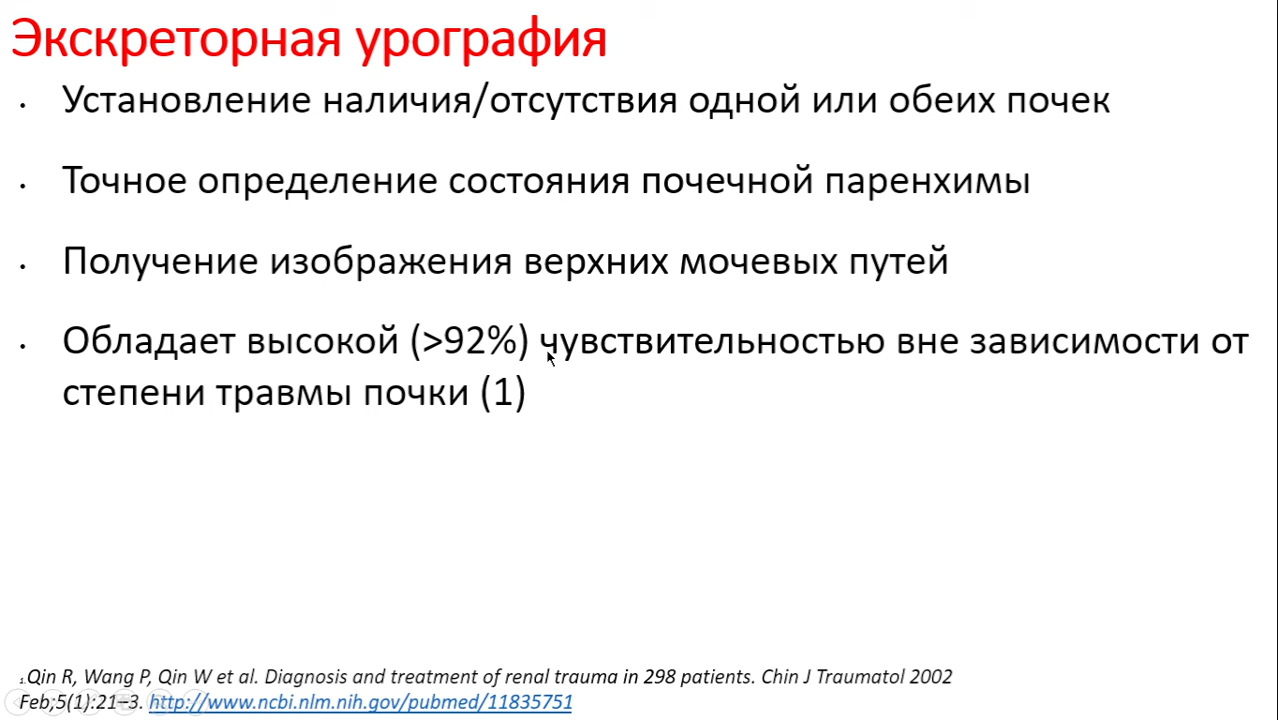 Экскреторная урография
• Установление наличия/отсутствия одной или обеих почек
• Точное определение состояния почечной паренхимы
• Получение изображения верхних мочевых путей
• Обладает высокой (>92%) чувствительностью вне зависимости от
степени травмы почки (1)
1. Qin R, Wang P, Qin W et al. Diagnosis and treatment of renal trauma in 298 patients. Chin J Traumatol 2002
Feb;5(1):21–3. http://www.ncbi.nlm.nih.gov/pubmed/11835751